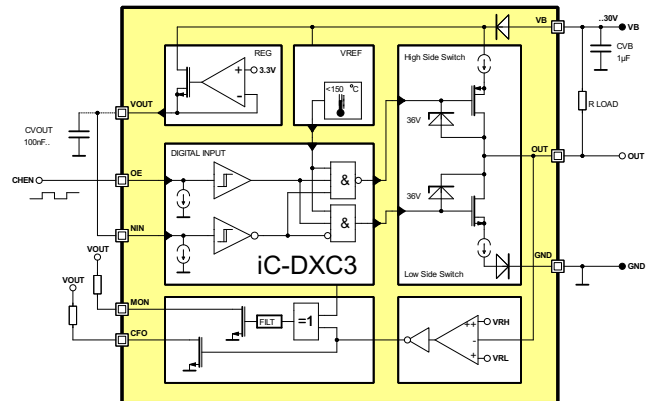 ..30V
VB
VB
REG
VREF
High Side Switch
CVB
1µF
+
3.3V
-
<150 °C
R LOAD
VOUT
36V
CVOUT
100nF..
DIGITAL INPUT
OUT
OUT
CHEN
OE
&
36V
&
NIN
GND
GND
iC-DXC3
Low Side Switch
VOUT
VOUT
MON
FILT
=1
++
VRH
-
CFO
+
VRL